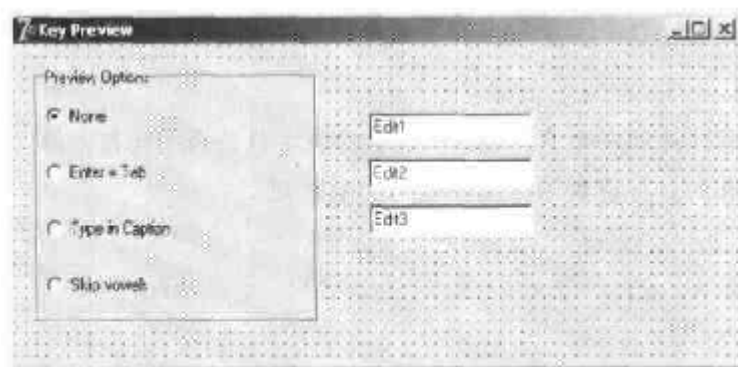 Key Preview
Preview Options
None
Enter = Tab
Type in Caption
Skip vowels
Edit1
Edit2
Edit3